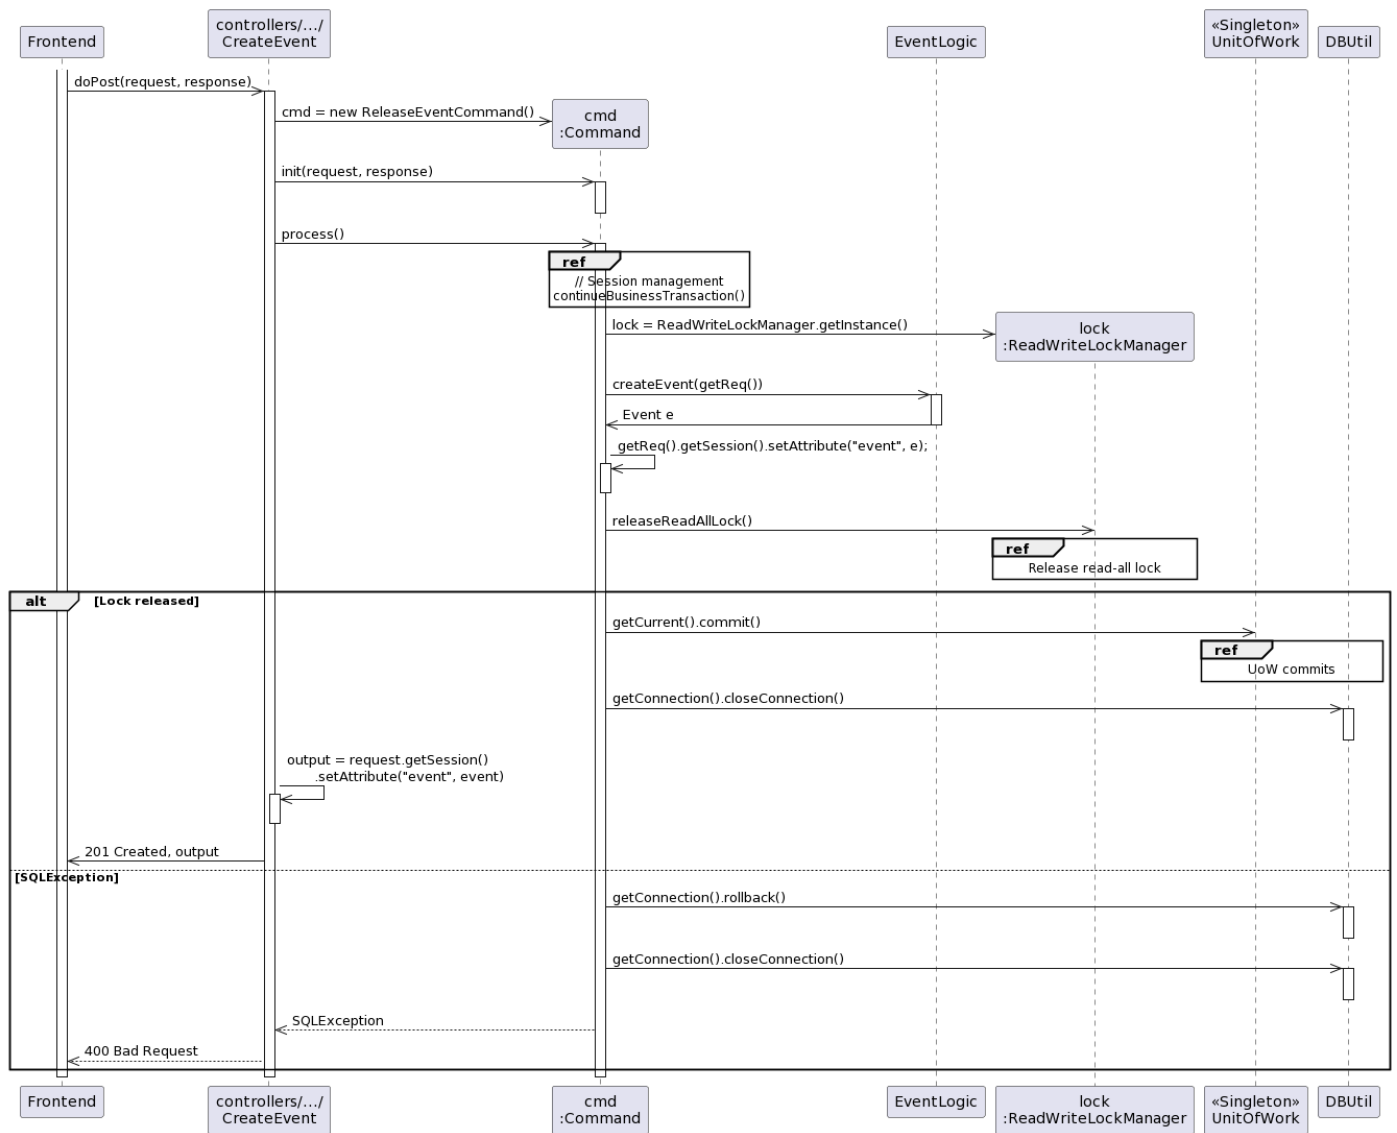 Frontend
controllers/.../
CreateEvent
EventLogic
«Singleton»
UnitOfWork
DBUtil
doPost(request, response)
cmd = new ReleaseEventCommand()
cmd
:Command
init(request, response)
process()
ref
// Session management
continueBusinessTransaction()
lock = ReadWriteLockManager.getInstance()
lock
:ReadWriteLockManager
createEvent(getReq())
Event e
getReq().getSession().setAttribute("event", e);
releaseReadAllLock()
ref
Release read-all lock
alt [Lock released]
getCurrent().commit()
ref
UoW commits
getConnection().closeConnection()
output = request.getSession()
.setAttribute("event", event)
201 Created, output
[SQLException]
getConnection().rollback()
getConnection().closeConnection()
SQLException
400 Bad Request
Frontend
controllers/.../
CreateEvent
cmd
:Command
EventLogic
lock
:ReadWriteLockManager
«Singleton»
UnitOfWork
DBUtil